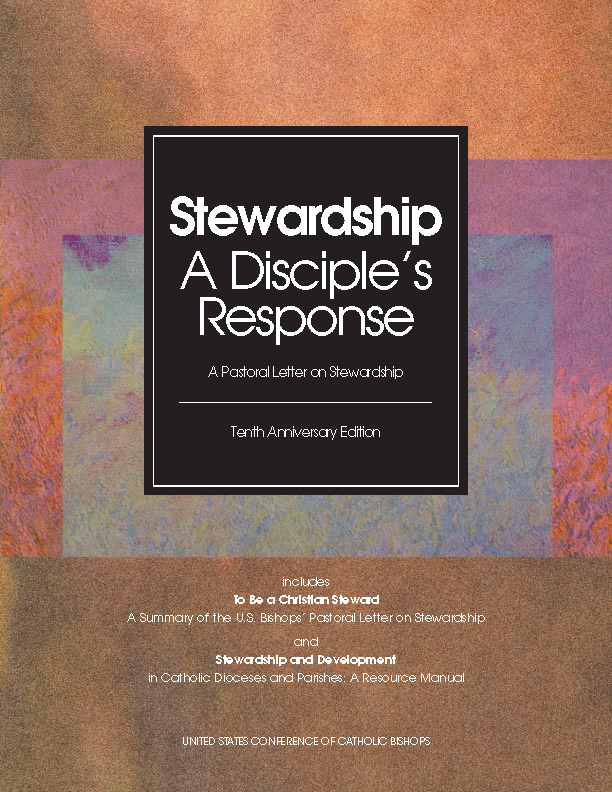 Stewardship
A Disciple's
Response
A Pastoral Letter on Stewardship
Tenth Anniversary Edition
includes
To Be a Christian Steward
A Summary of the U.S. Bishops' Pastoral Letter on Stewardship
and
Stewardship and Development
in Catholic Dioceses and Parishes: A Resource Manual
UNITED STATES CONFERENCE OF CATHOLIC BISHOPS